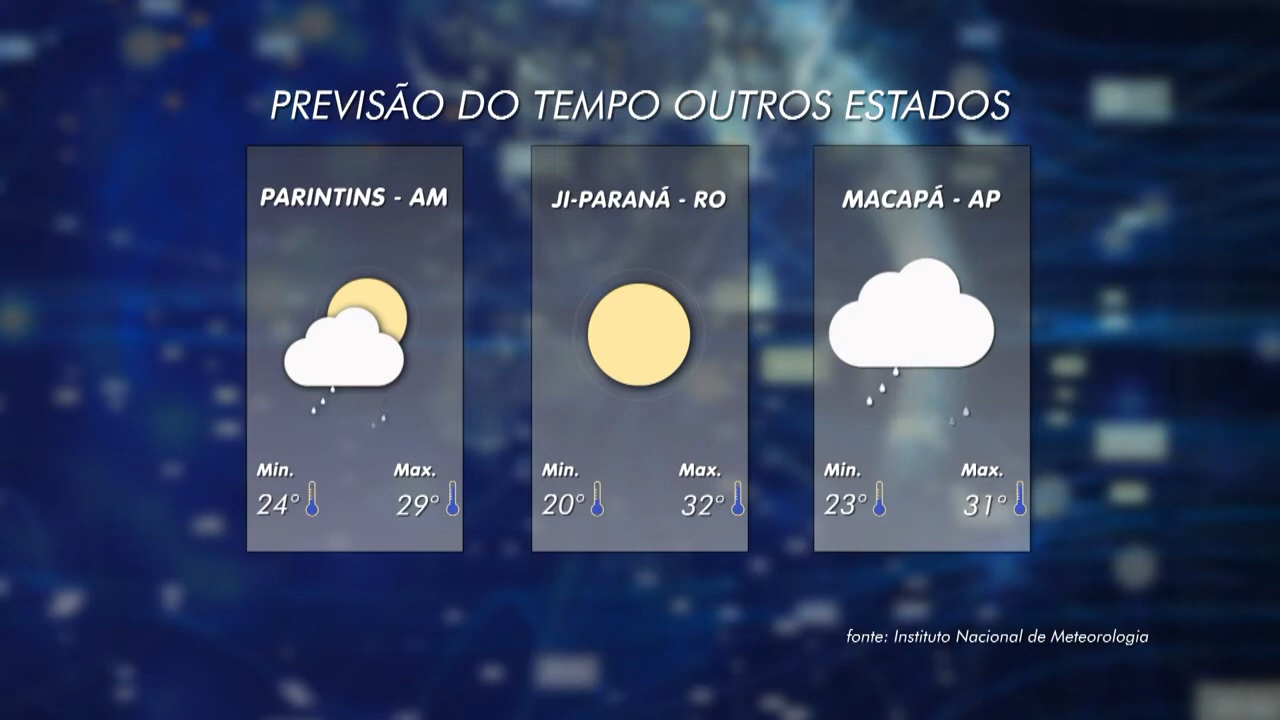 PREVISÃO DO TEMPO OUTROS ESTADOS
PARINTINS - AM
Min. Max.
24° 29°
JI-PARANÁ - RO
Min. Max.
20° 32°
MACAPÁ - AP
Min. Max.
23° 31°
fonte: Instituto Nacional de Meteorologia